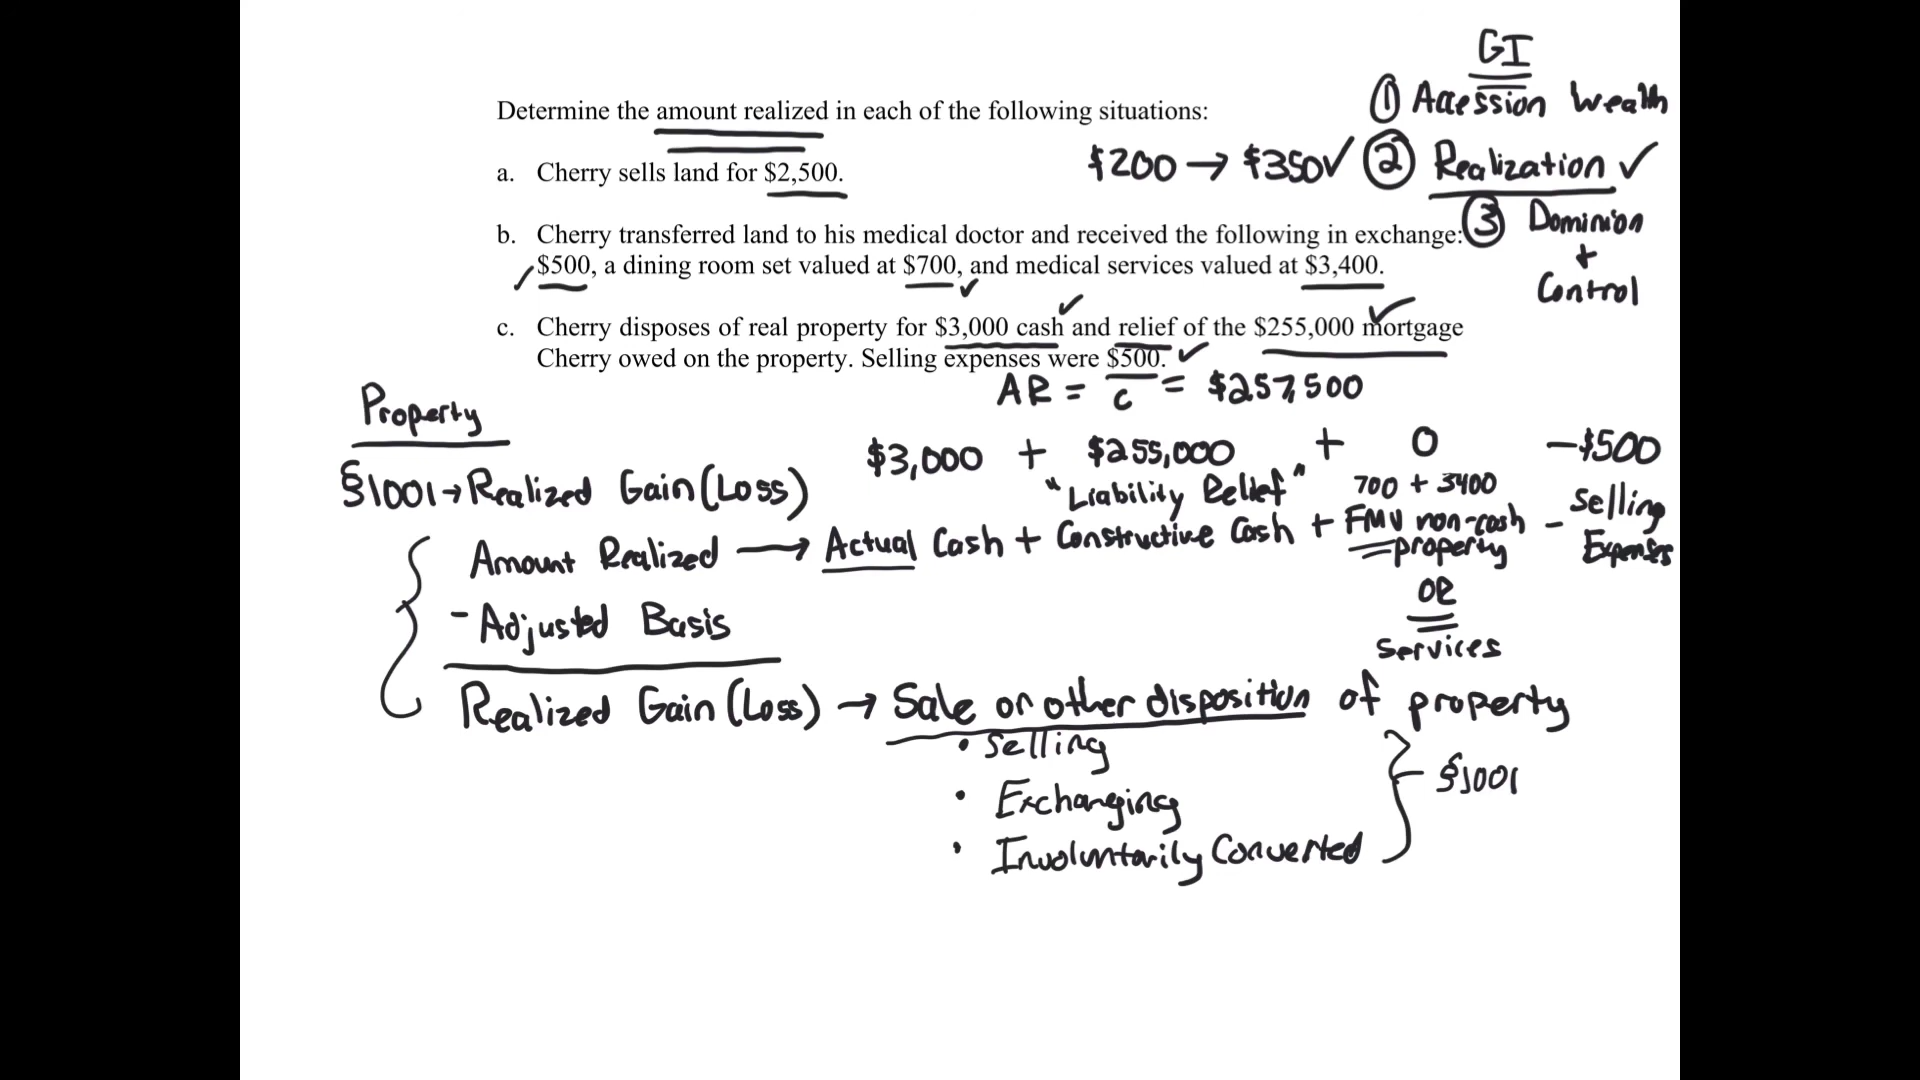 GI
① Accession Wealth
Determine the amount realized in each of the following situations:
$200 → $350✓ ② Realization ✓
a. Cherry sells land for $2,500.
③ Dominion
+
Control
b. Cherry transferred land to his medical doctor and received the following in exchange:
$500, a dining room set valued at $700, and medical services valued at $3,400.
c. Cherry disposes of real property for $3,000 cash and relief of the $255,000 mortgage
Cherry owed on the property. Selling expenses were $500.
AR = c = $257,500
Property
$3,000 + $255,000 + 0 -$500
§1001 → Realized Gain (Loss)
"Liability Relief"
700 + 3400
Amount Realized → Actual Cash + Constructive Cash + FMV non-cash property - Selling Expenses
OR
services
- Adjusted Basis
Realized Gain (Loss) → Sale or other disposition of property
• Selling
• Exchanging
• Involuntarily Converted
§1001